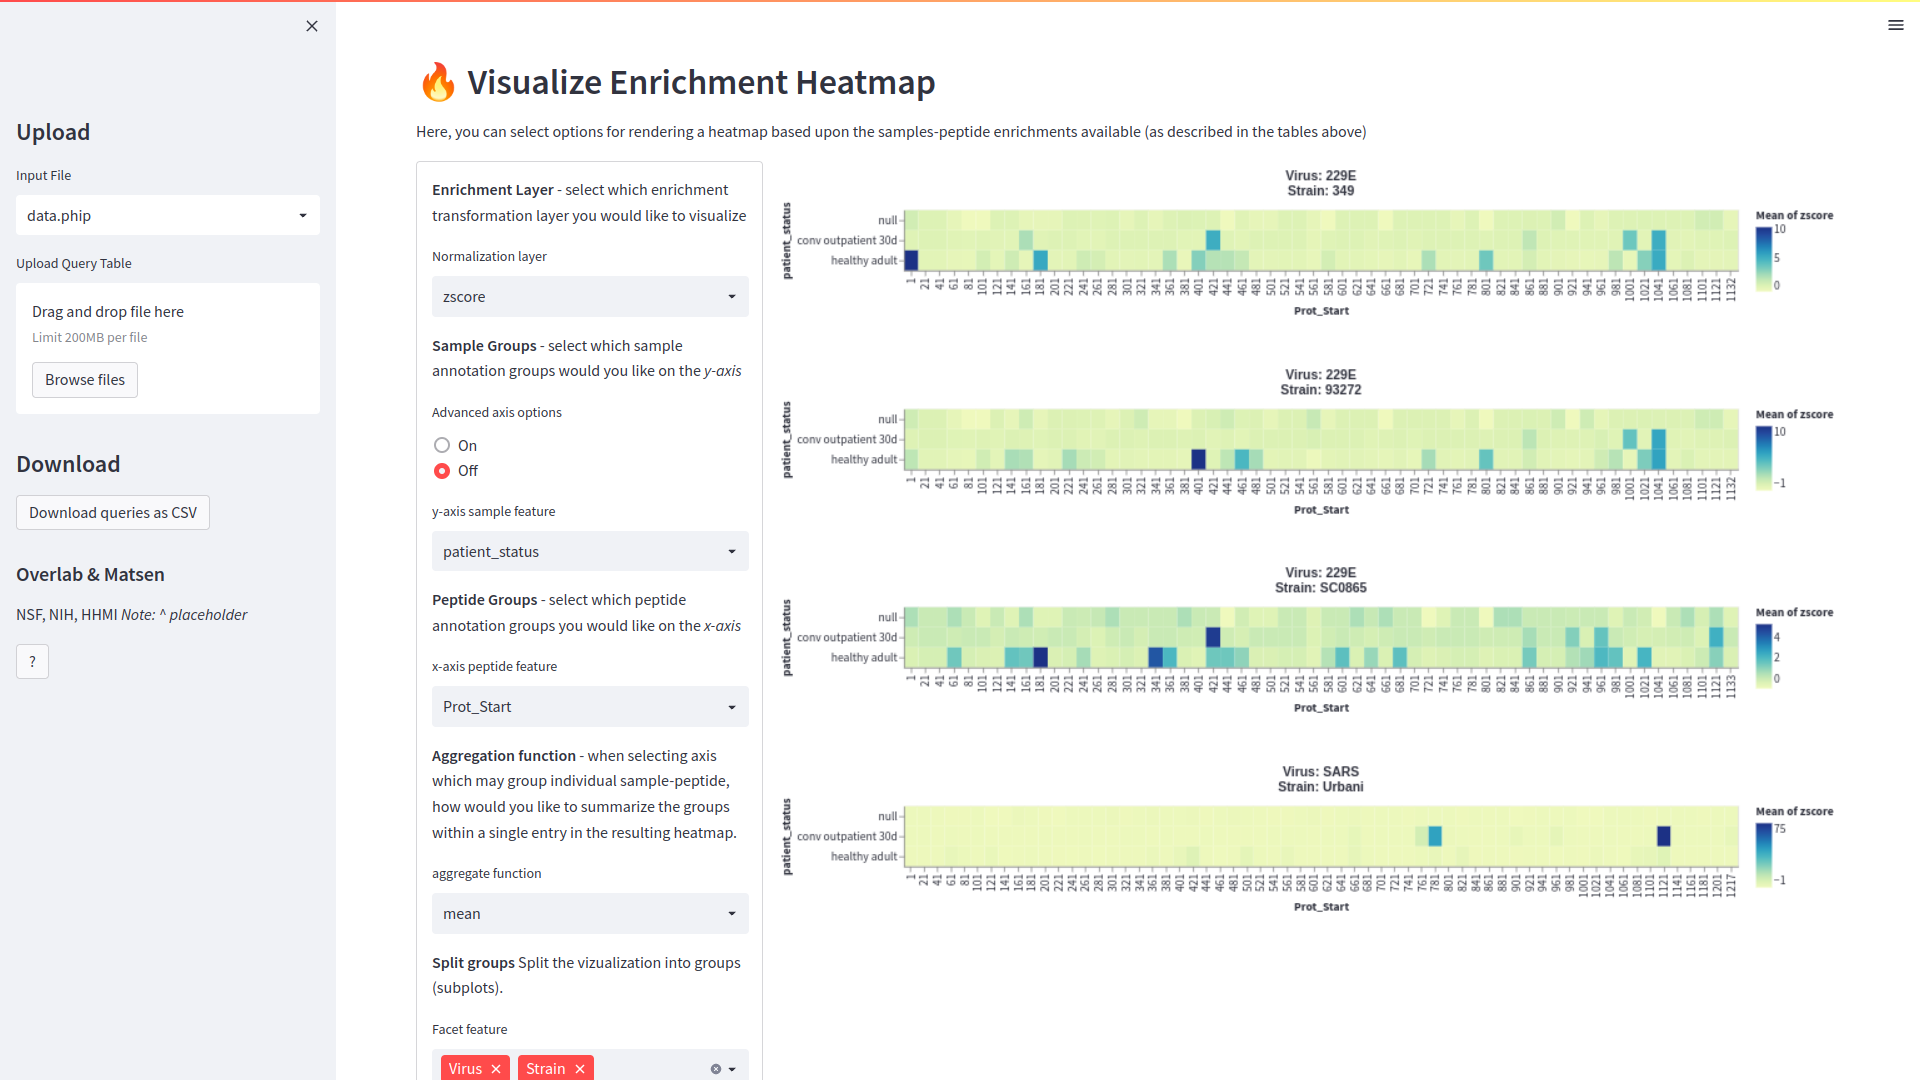 Upload
Input File
data.phip
Upload Query Table
Drag and drop file here
Limit 200MB per file
Browse files
Download
Download queries as CSV
Overlab & Matsen
NSF, NIH, HHMI Note: ^ placeholder
?
Visualize Enrichment Heatmap
Here, you can select options for rendering a heatmap based upon the samples-peptide enrichments available (as described in the tables above)
Enrichment Layer - select which enrichment
transformation layer you would like to visualize
Normalization layer
zscore
Sample Groups - select which sample
annotation groups would you like on the y-axis
Advanced axis options
On
Off
y-axis sample feature
patient_status
Peptide Groups - select which peptide
annotation groups you would like on the x-axis
x-axis peptide feature
Prot_Start
Aggregation function - when selecting axis
which may group individual sample-peptide,
how would you like to summarize the groups
within a single entry in the resulting heatmap.
aggregate function
mean
Split groups Split the vizualization into groups
(subplots).
Facet feature
Virus
Strain
Virus: 229E
Strain: 349
patient_status
null
conv outpatient 30d
healthy adult
1 21 41 61 81 101 121 141 161 181 201 221 241 261 281 301 321 341 361 381 401 421 441 461 481 501 521 541 561 581 601 621 641 661 681 701 721 741 761 781 801 821 841 861 881 901 921 941 961 981 1001 1021 1041 1061 1081 1101 1121 1132
Prot_Start
Mean of zscore
10
5
0
Virus: 229E
Strain: 93272
patient_status
null
conv outpatient 30d
healthy adult
1 21 41 61 81 101 121 141 161 181 201 221 241 261 281 301 321 341 361 381 401 421 441 461 481 501 521 541 561 581 601 621 641 661 681 701 721 741 761 781 801 821 841 861 881 901 921 941 961 981 1001 1021 1041 1061 1081 1101 1121 1132
Prot_Start
Mean of zscore
10
−1
Virus: 229E
Strain: SC0865
patient_status
null
conv outpatient 30d
healthy adult
1 21 41 61 81 101 121 141 161 181 201 221 241 261 281 301 321 341 361 381 401 421 441 461 481 501 521 541 561 581 601 621 641 661 681 701 721 741 761 781 801 821 841 861 881 901 921 941 961 981 1001 1021 1041 1061 1081 1101 1121 1133
Prot_Start
Mean of zscore
4
2
0
Virus: SARS
Strain: Urbani
patient_status
null
conv outpatient 30d
healthy adult
1 21 41 61 81 101 121 141 161 181 201 221 241 261 281 301 321 341 361 381 401 421 441 461 481 501 521 541 561 581 601 621 641 661 681 701 721 741 761 781 801 821 841 861 881 901 921 941 961 981 1001 1021 1041 1061 1081 1101 1121 1141 1161 1181 1201 1217
Prot_Start
Mean of zscore
75
−1